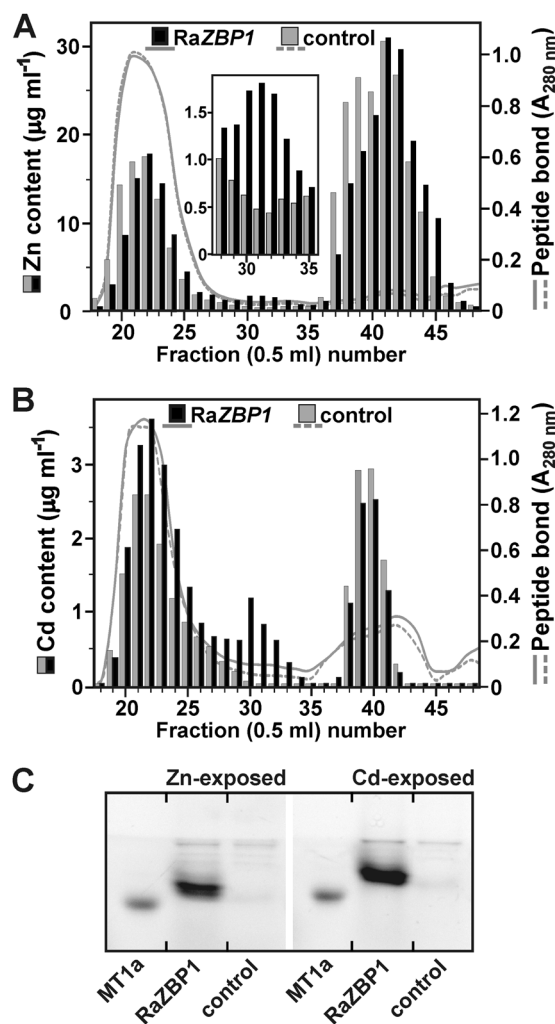 A
RaZBP1 control
Zn content (µg ml⁻¹)
30
20
10
0
1.5
1.0
0.5
0
30 35
1.0
0.8
0.6
0.4
0.2
0
Peptide bond (A280 nm)
20 25 30 35 40 45
Fraction (0.5 ml) number
B
RaZBP1 control
Cd content (µg ml⁻¹)
3
2
1
0
1.2
1.0
0.8
0.6
0.4
0.2
0
Peptide bond (A280 nm)
20 25 30 35 40 45
Fraction (0.5 ml) number
C
Zn-exposed Cd-exposed
MT1a RaZBP1 control MT1a RaZBP1 control